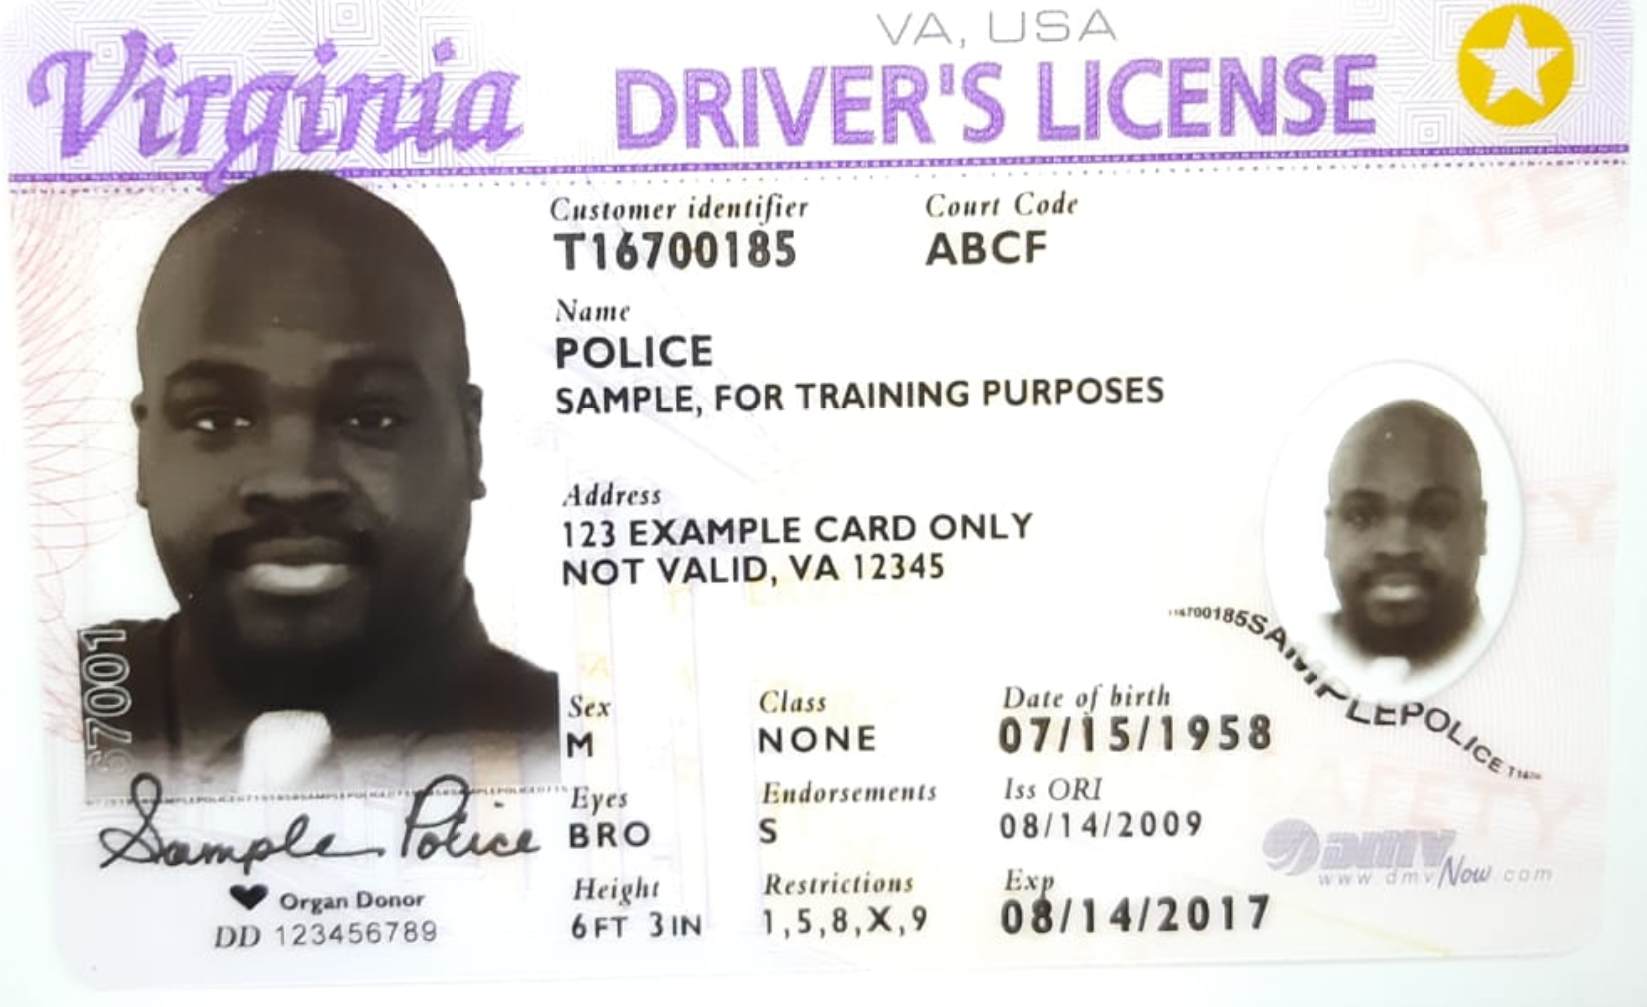 VA, USA
Virginia DRIVER'S LICENSE
Customer identifier
T16700185
Court Code
ABCF
Name
POLICE
SAMPLE, FOR TRAINING PURPOSES
Address
123 EXAMPLE CARD ONLY
NOT VALID, VA 12345
Sex
M
Class
NONE
Date of birth
07/15/1958
Eyes
BRO
Endorsements
S
Iss ORI
08/14/2009
Height
6FT 3IN
Restrictions
1,5,8,X,9
Exp
08/14/2017
67001
Sample Police
Organ Donor
DD 123456789
SAMPLEPOLICE
dmv Now
www.dmvNow.com
SAFETY